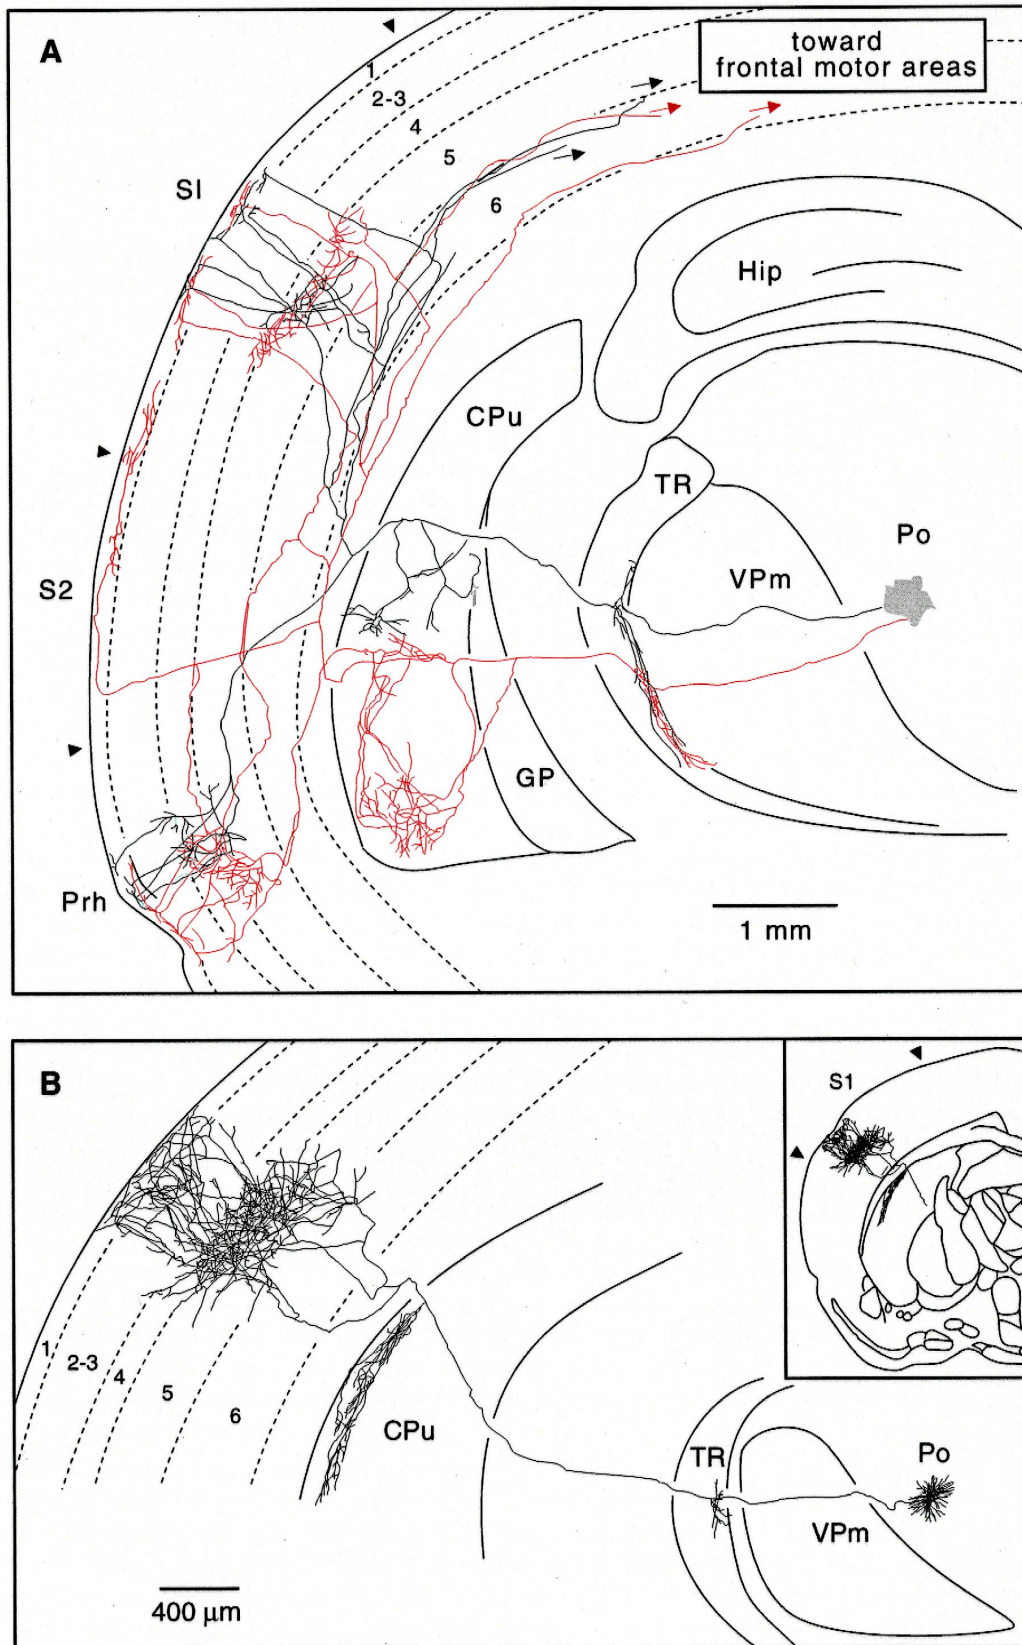 A
toward
frontal motor areas
1
2-3
4
5
6
SI
Hip
CPu
TR
Po
VPm
S2
GP
Prh
1 mm
B
S1
1
2-3
4
5
6
CPu
TR
Po
VPm
400 µm